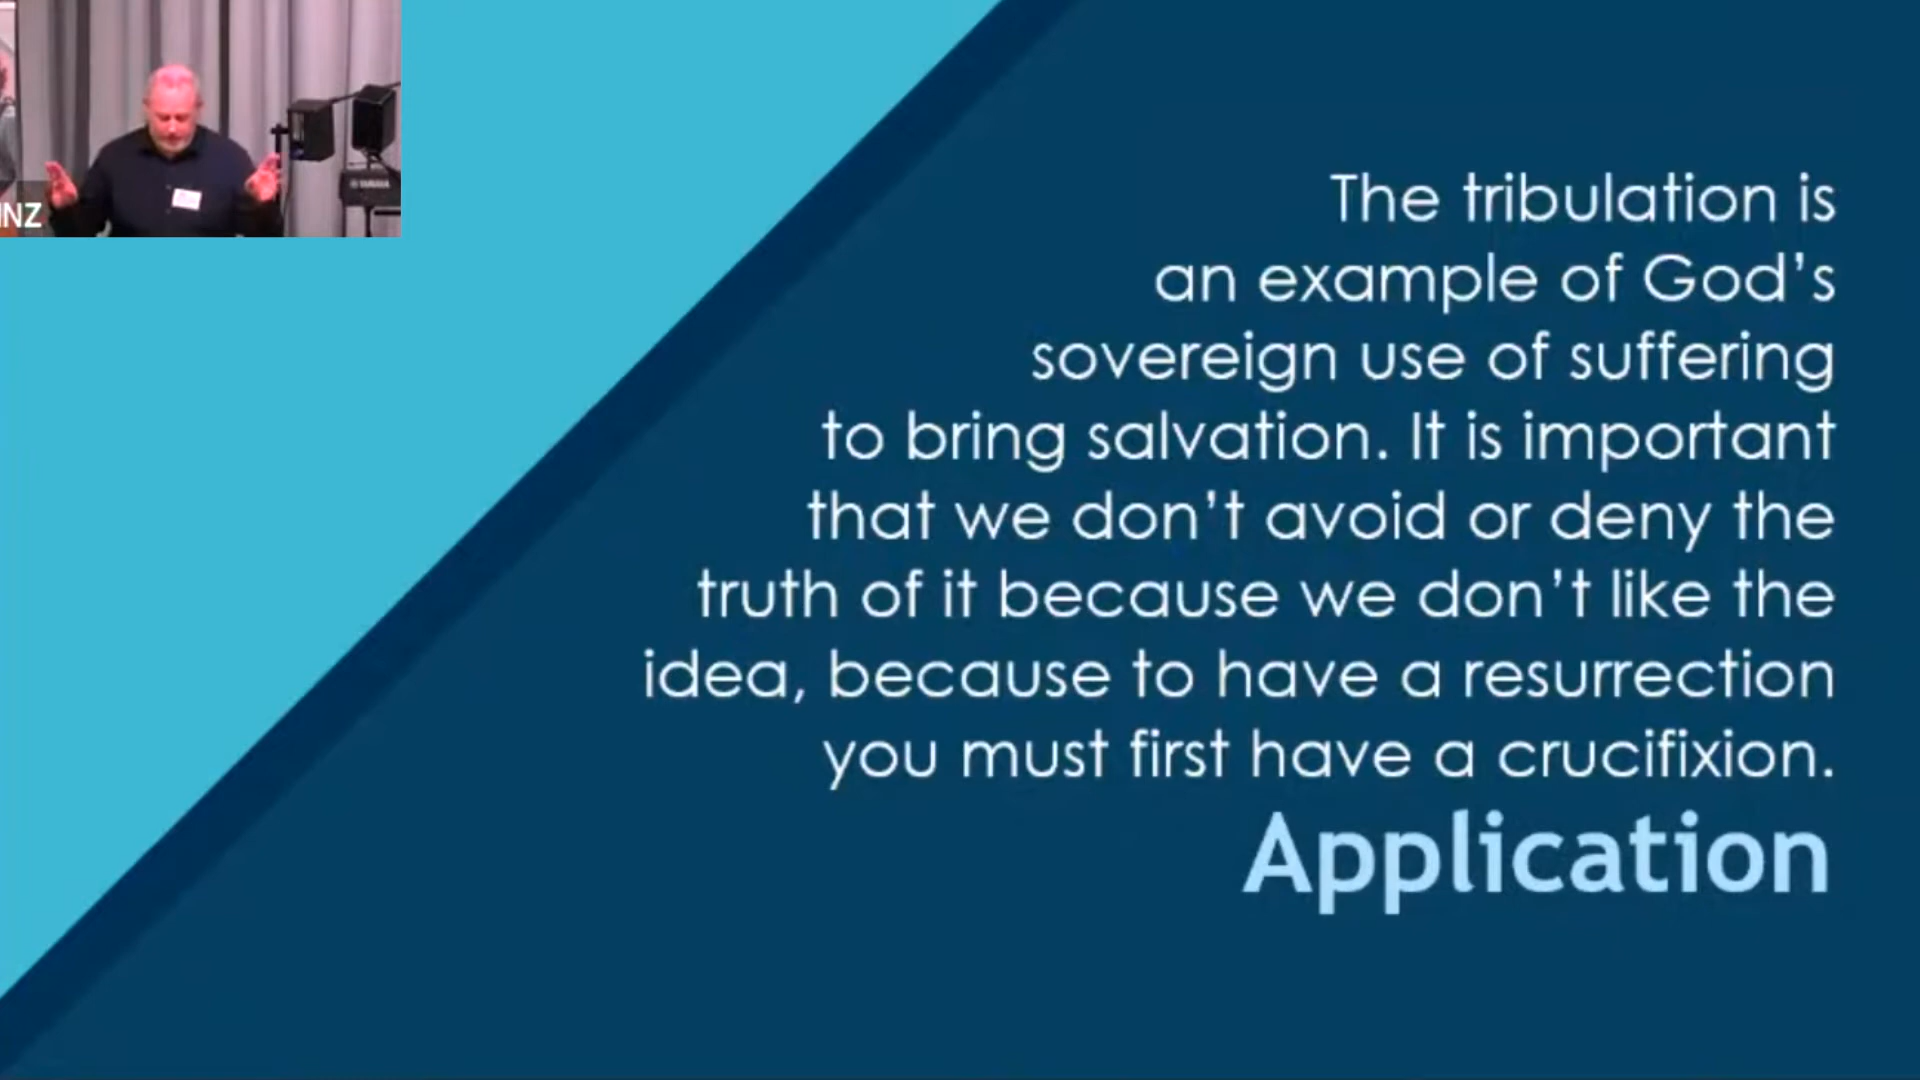 The tribulation is
an example of God’s
sovereign use of suffering
to bring salvation. It is important
that we don’t avoid or deny the
truth of it because we don’t like the
idea, because to have a resurrection
you must first have a crucifixion.
Application
INZ
YAMAHA